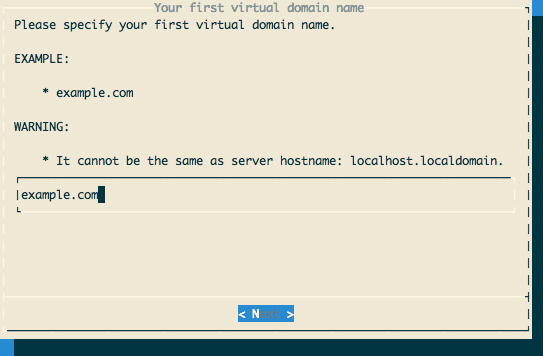 Your first virtual domain name
Please specify your first virtual domain name.
EXAMPLE:
* example.com
WARNING:
* It cannot be the same as server hostname: localhost.localdomain.
example.com
< Next >